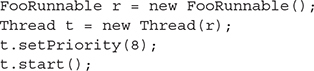 FooRunnable r = new FooRunnable();
Thread t = new Thread(r);
t.setPriority(8);
t.start();